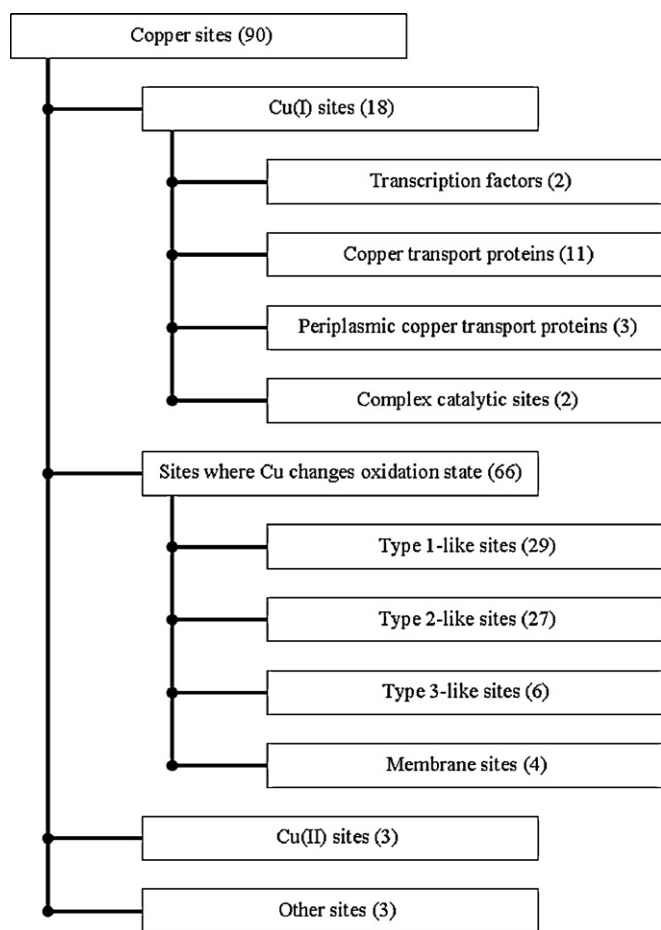 Copper sites (90)
Cu(I) sites (18)
Transcription factors (2)
Copper transport proteins (11)
Periplasmic copper transport proteins (3)
Complex catalytic sites (2)
Sites where Cu changes oxidation state (66)
Type 1-like sites (29)
Type 2-like sites (27)
Type 3-like sites (6)
Membrane sites (4)
Cu(II) sites (3)
Other sites (3)